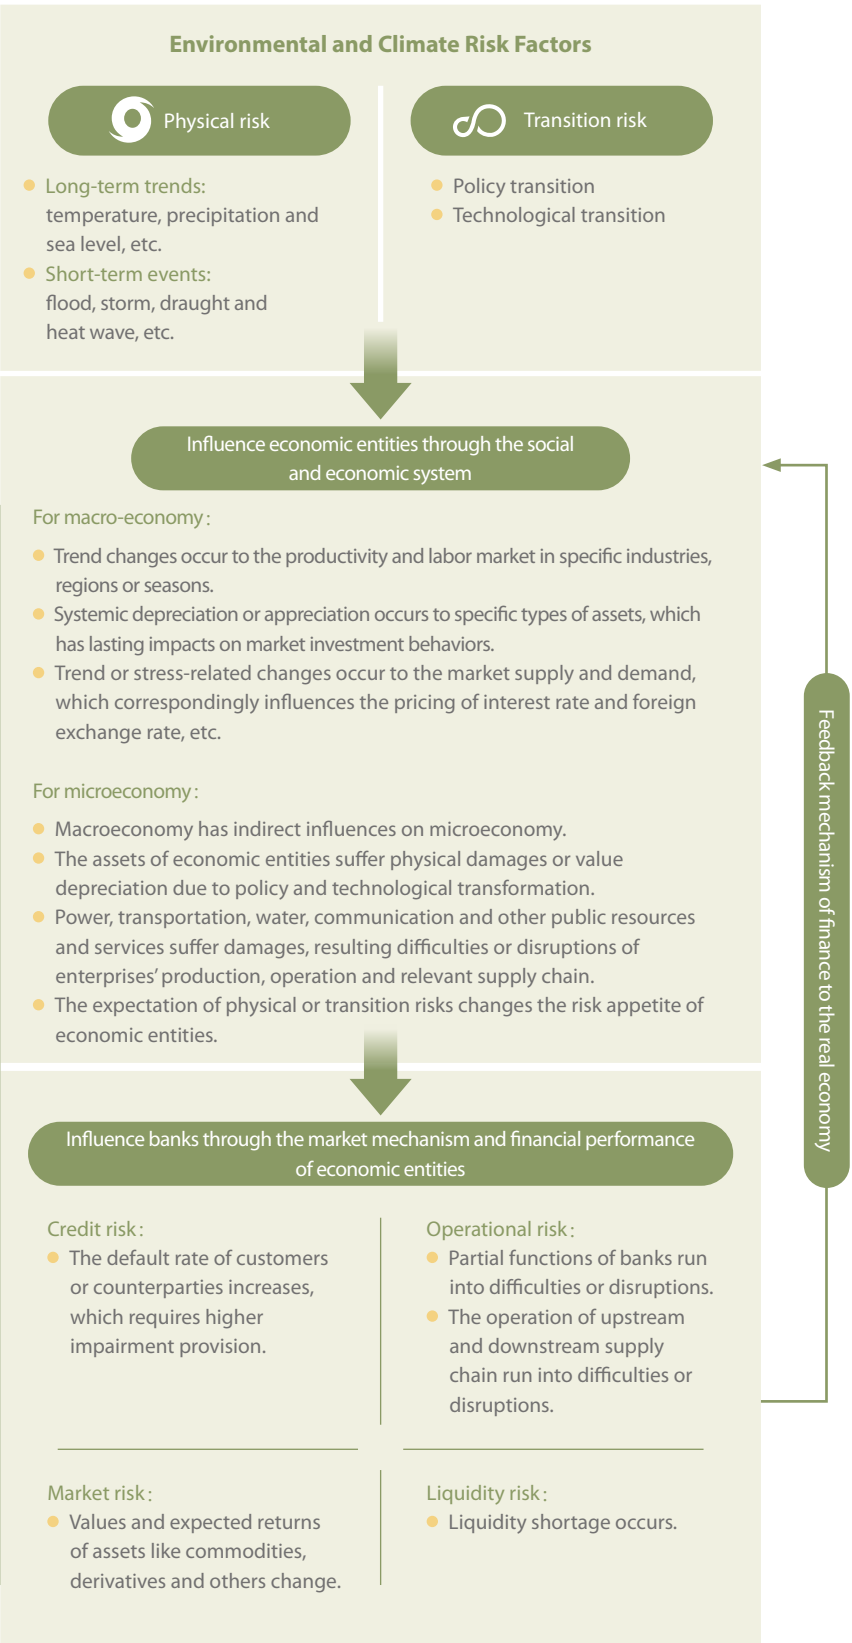 Environmental and Climate Risk Factors
Physical risk
Long-term trends:
temperature, precipitation and
sea level, etc.
Short-term events:
flood, storm, draught and
heat wave, etc.
Transition risk
Policy transition
Technological transition
Influence economic entities through the social
and economic system
For macro-economy:
Trend changes occur to the productivity and labor market in specific industries,
regions or seasons.
Systemic depreciation or appreciation occurs to specific types of assets, which
has lasting impacts on market investment behaviors.
Trend or stress-related changes occur to the market supply and demand,
which correspondingly influences the pricing of interest rate and foreign
exchange rate, etc.
For microeconomy:
Macroeconomy has indirect influences on microeconomy.
The assets of economic entities suffer physical damages or value
depreciation due to policy and technological transformation.
Power, transportation, water, communication and other public resources
and services suffer damages, resulting difficulties or disruptions of
enterprises' production, operation and relevant supply chain.
The expectation of physical or transition risks changes the risk appetite of
economic entities.
Influence banks through the market mechanism and financial performance
of economic entities
Credit risk:
The default rate of customers
or counterparties increases,
which requires higher
impairment provision.
Operational risk:
Partial functions of banks run
into difficulties or disruptions.
The operation of upstream
and downstream supply
chain run into difficulties or
disruptions.
Market risk:
Values and expected returns
of assets like commodities,
derivatives and others change.
Liquidity risk:
Liquidity shortage occurs.
Feedback mechanism of finance to the real economy